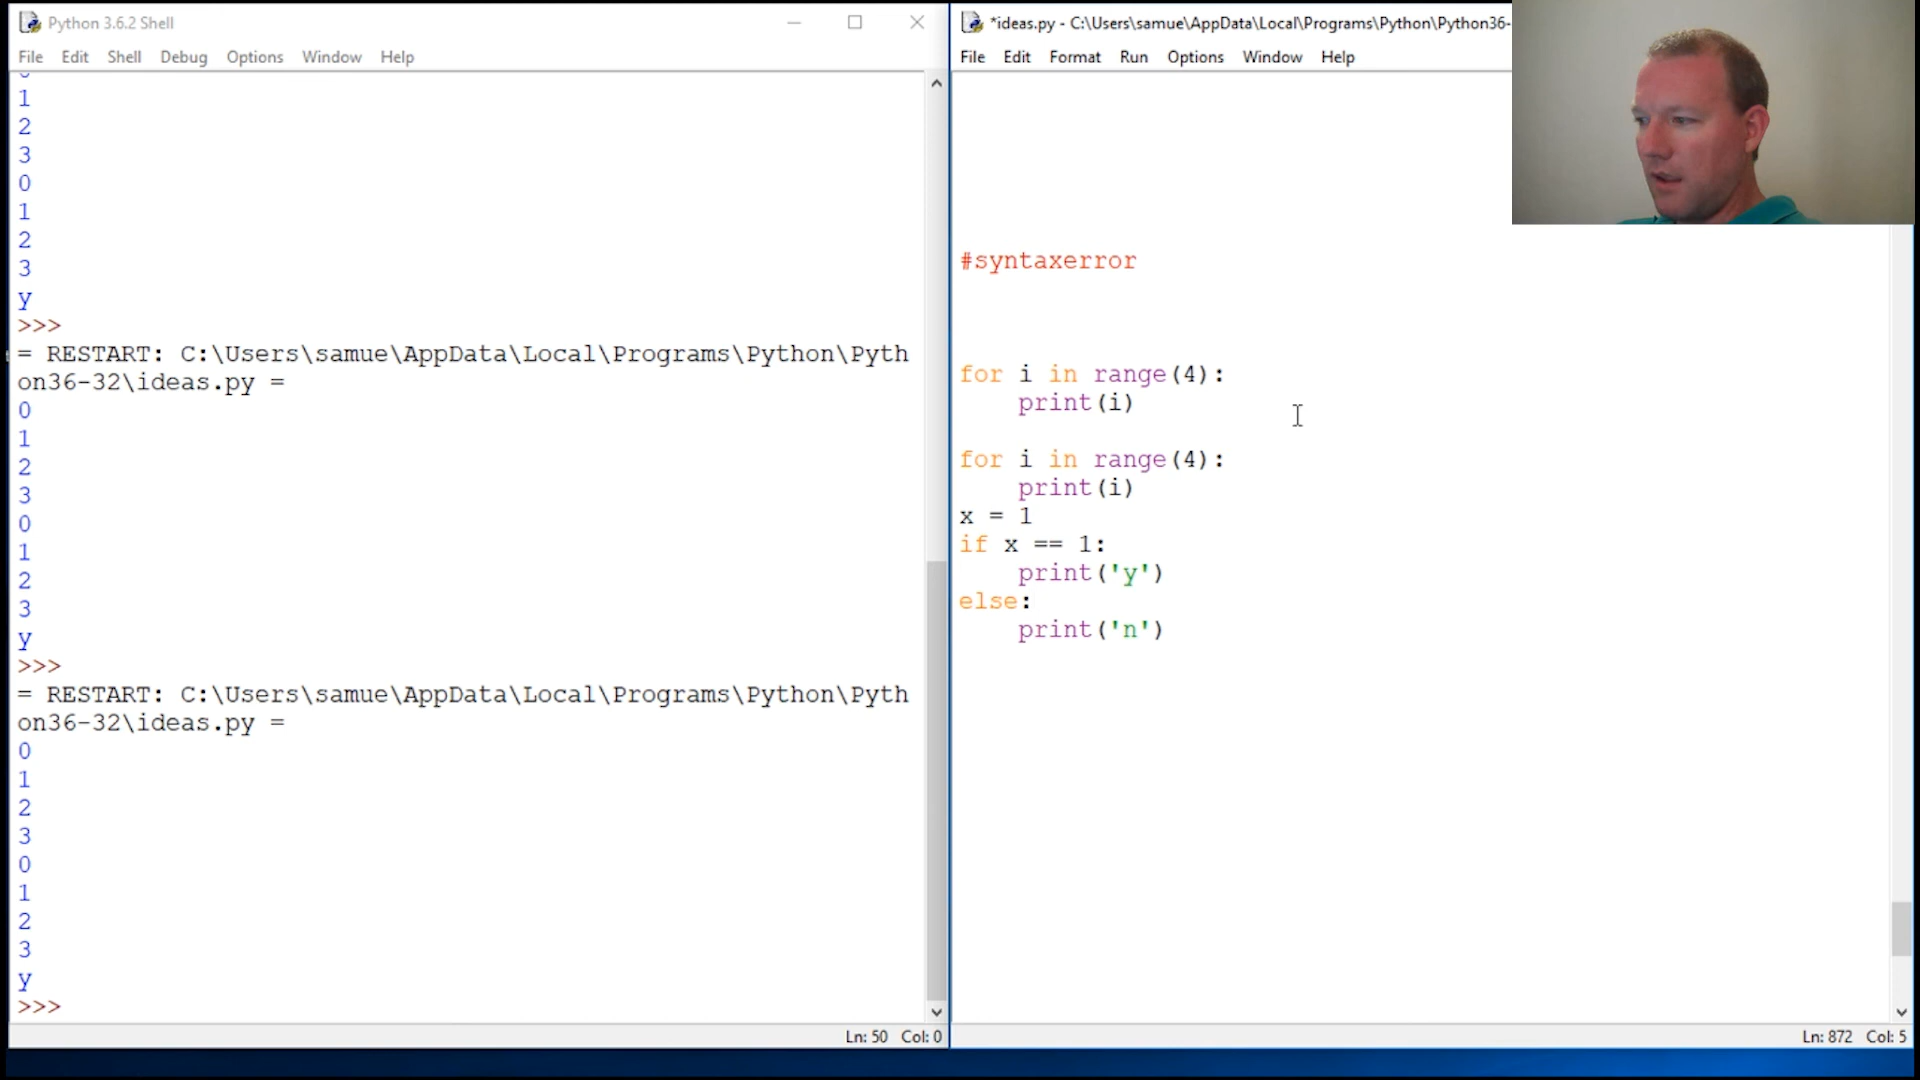 Python 3.6.2 Shell
File Edit Shell Debug Options Window Help
1
2
3
0
1
2
3
y
>>>
= RESTART: C:\Users\samue\AppData\Local\Programs\Python\Pyth
on36-32\ideas.py =
0
1
2
3
0
1
2
3
y
>>>
= RESTART: C:\Users\samue\AppData\Local\Programs\Python\Pyth
on36-32\ideas.py =
0
1
2
3
0
1
2
3
y
>>>
Ln: 50 Col: 0
*ideas.py - C:\Users\samue\AppData\Local\Programs\Python\Python36-
File Edit Format Run Options Window Help
#syntaxerror
for i in range(4):
    print(i)
for i in range(4):
    print(i)
x = 1
if x == 1:
    print('y')
else:
    print('n')
Ln: 872 Col: 5